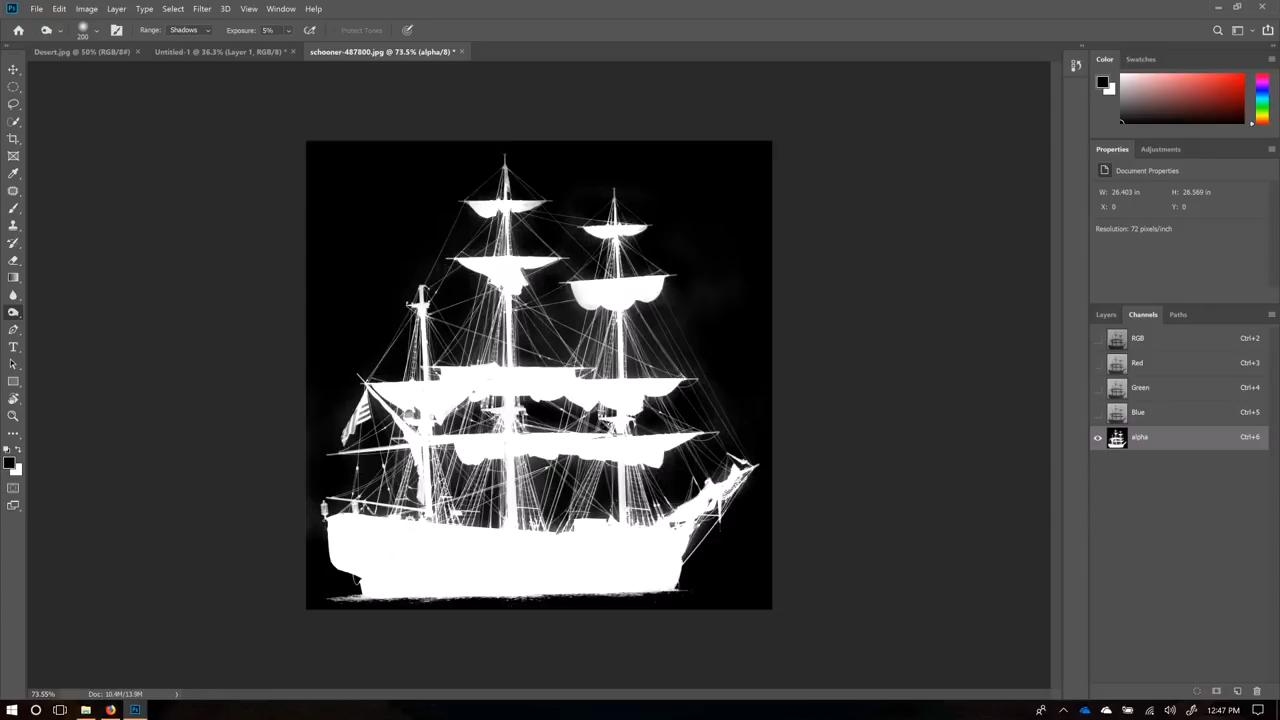 Ps File Edit Image Layer Type Select Filter 3D View Window Help
200 Range: Shadows Exposure: 5% Protect Tones
Desert.jpg @ 50% (RGB/8#) × Untitled-1 @ 36.3% (Layer 1, RGB/8) * × schooner-487800.jpg @ 73.5% (alpha/8) * ×
Color Swatches
Properties Adjustments
Document Properties
W: 26.403 in H: 26.569 in
X: 0 Y: 0
Resolution: 72 pixels/inch
Layers Channels Paths
RGB Ctrl+2
Red Ctrl+3
Green Ctrl+4
Blue Ctrl+5
alpha Ctrl+6
73.55% Doc: 10.4M/13.9M
Ps 12:47 PM